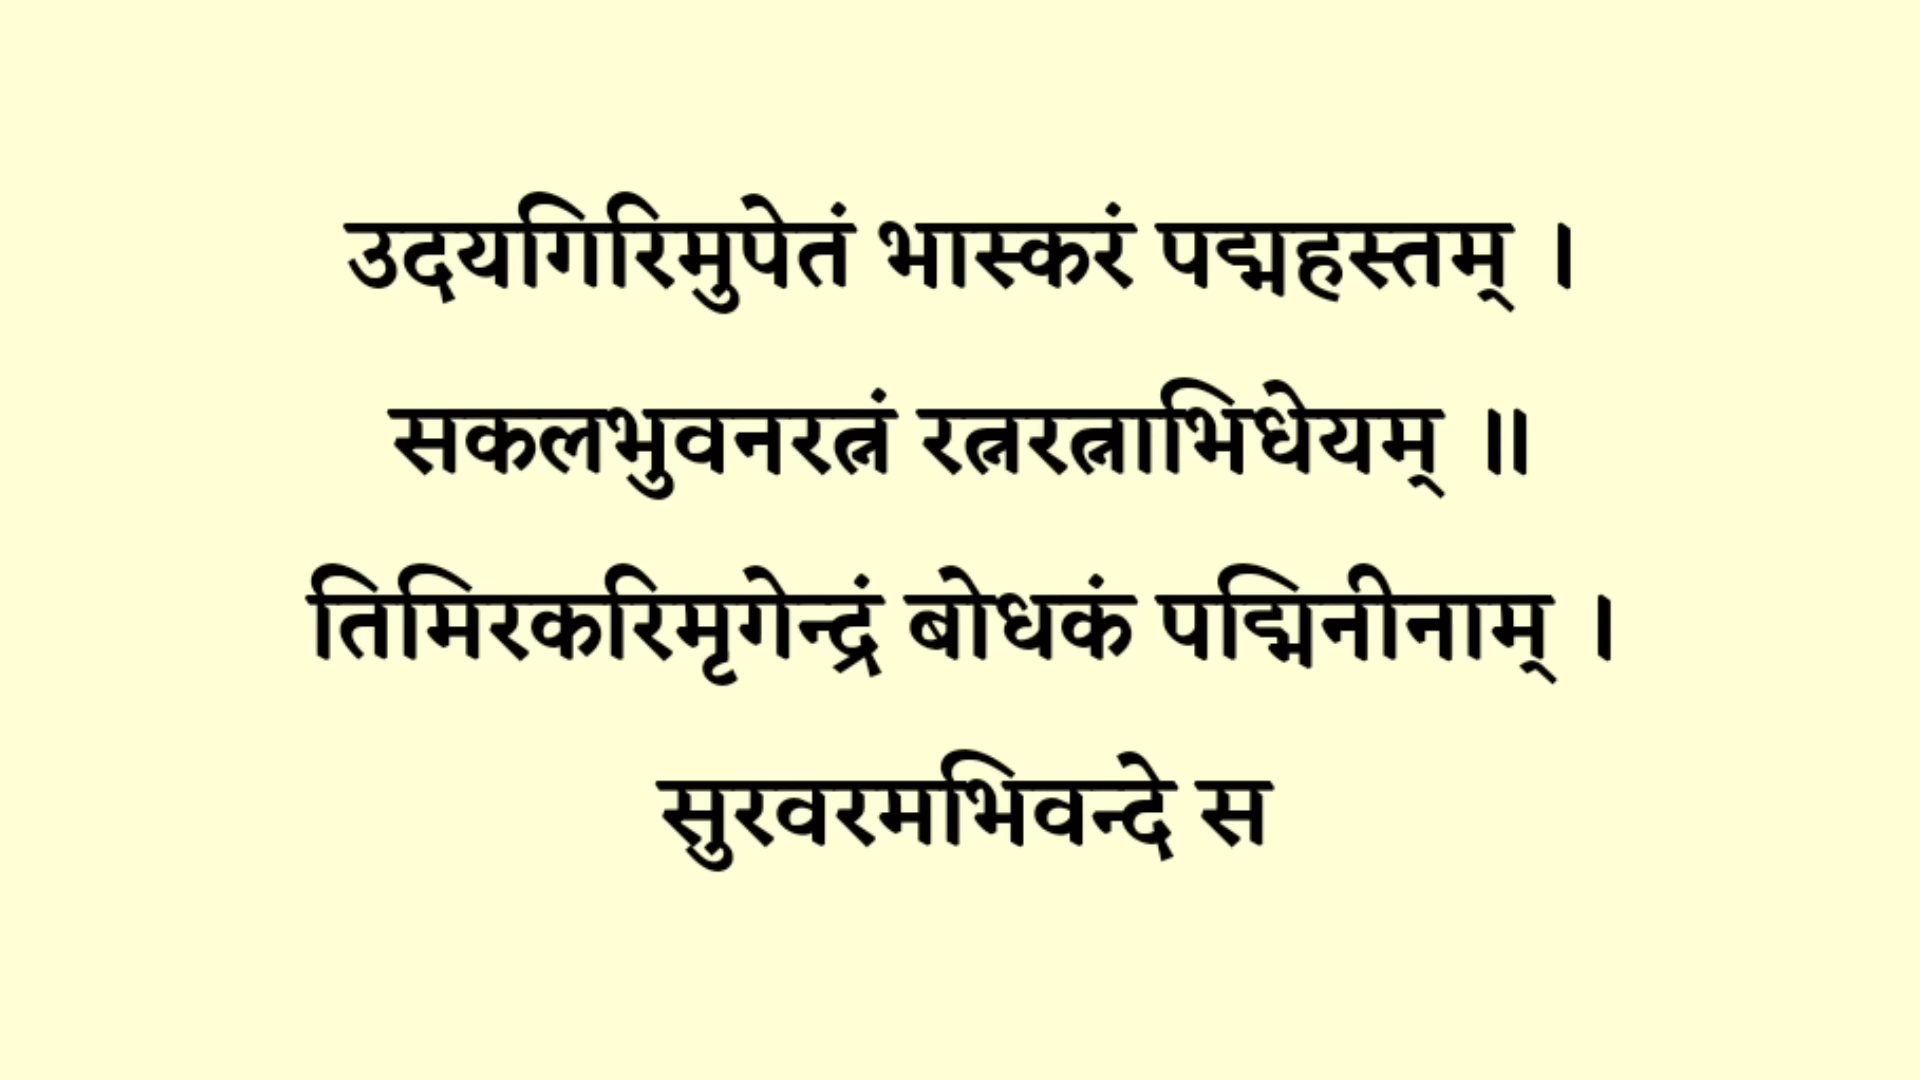 उदयगिरिमुपेतं भास्करं पद्महस्तम् ।
सकलभुवनरत्नं रत्नरत्नाभिधेयम् ॥
तिमिरकरिमृगेन्द्रं बोधकं पद्मिनीनाम् ।
सुरवरमभिवन्दे स